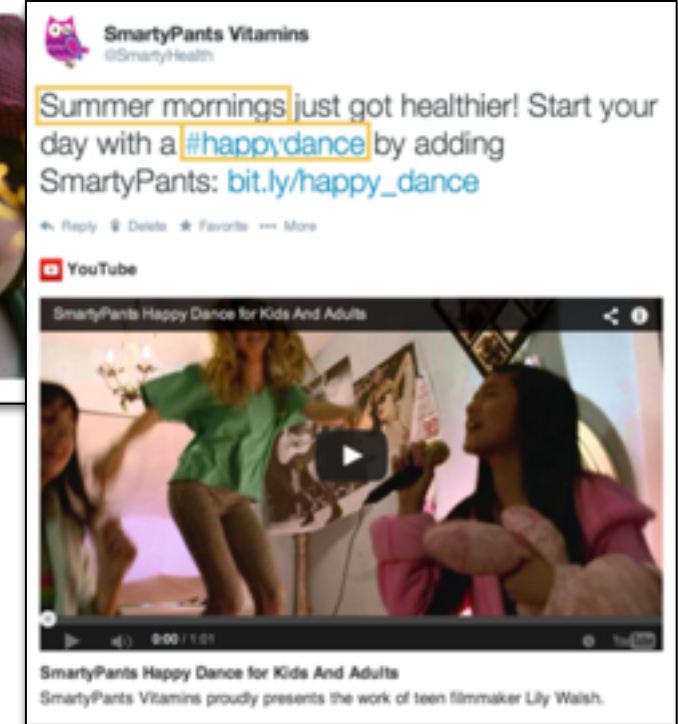 SmartyPants Vitamins
@SmartyHealth
Summer mornings just got healthier! Start your
day with a #happydance by adding
SmartyPants: bit.ly/happy_dance
Reply Delete Favorite More
YouTube
SmartyPants Happy Dance for Kids And Adults
0:00 / 1:01
YouTube
SmartyPants Happy Dance for Kids And Adults
SmartyPants Vitamins proudly presents the work of teen filmmaker Lily Walsh.